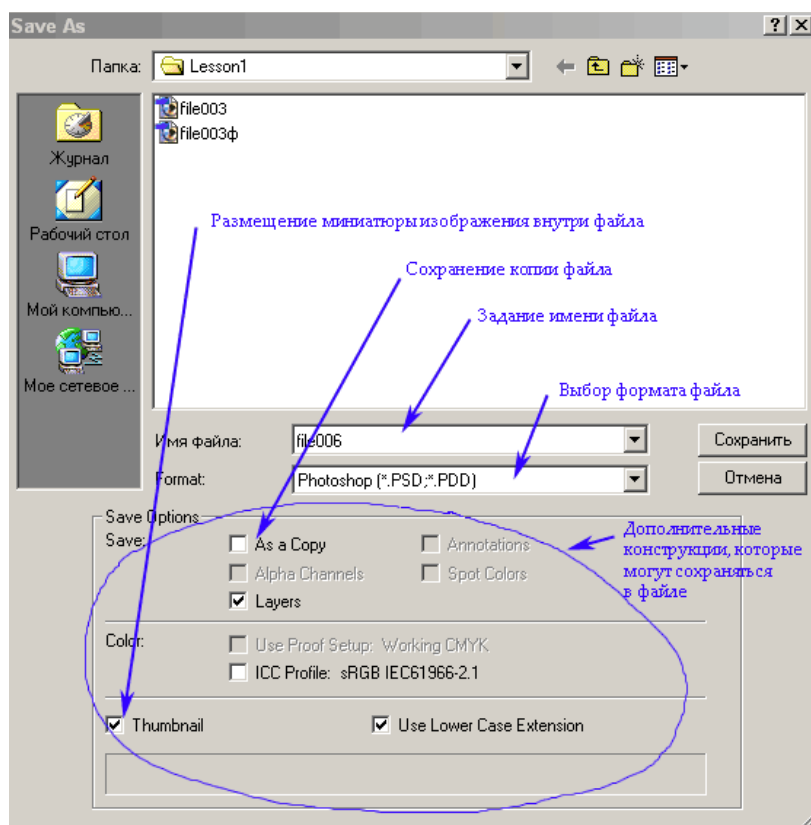 Save As
Папка: Lesson1
file003
file003ф
Журнал
Рабочий стол
Мой компью...
Мое сетевое ...
Размещение миниатюры изображения внутри файла
Сохранение копии файла
Задание имени файла
Выбор формата файла
Имя файла: file006 Сохранить
Format: Photoshop (*.PSD;*.PDD) Отмена
Save Options
Save: As a Copy Annotations
Alpha Channels Spot Colors
Layers
Дополнительные
конструкции, которые
могут сохраняться
в файле
Color: Use Proof Setup: Working CMYK
ICC Profile: sRGB IEC61966-2.1
Thumbnail Use Lower Case Extension